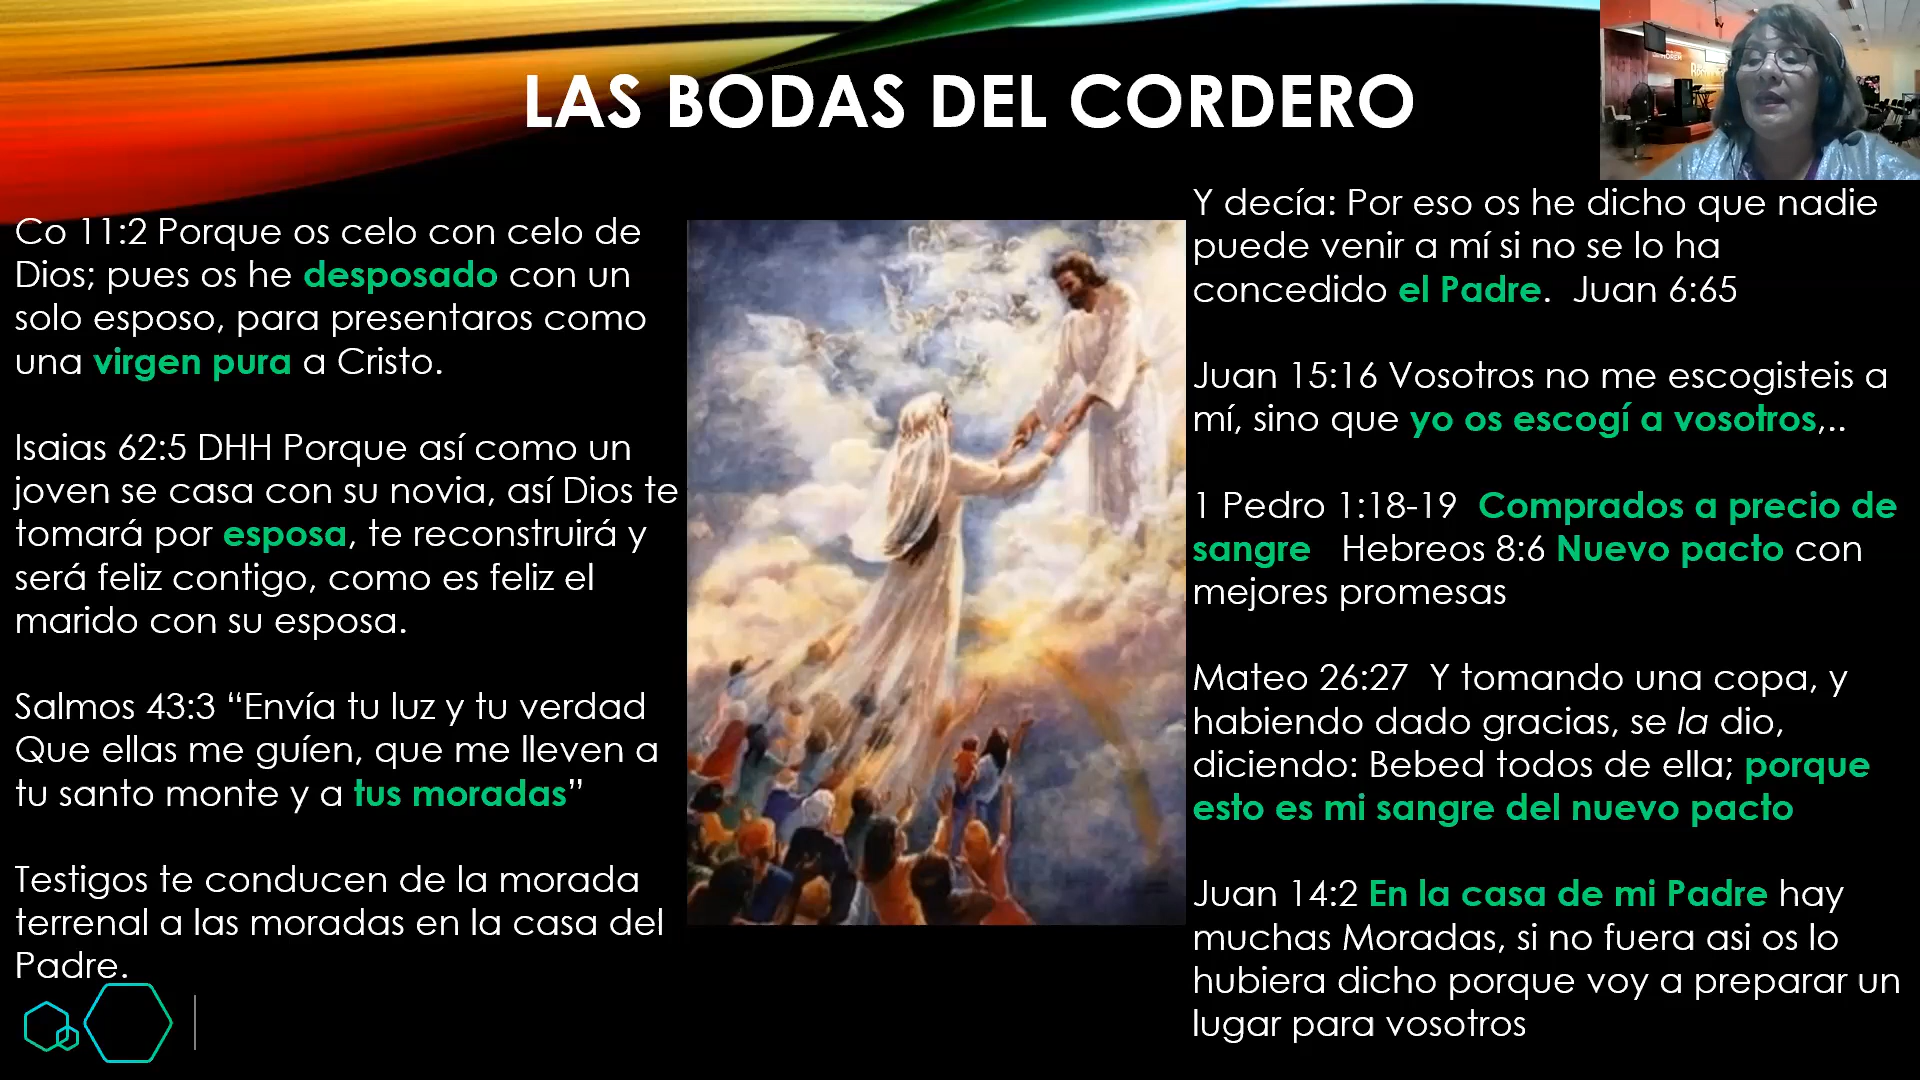 LAS BODAS DEL CORDERO
Co 11:2 Porque os celo con celo de
Dios; pues os he desposado con un
solo esposo, para presentaros como
una virgen pura a Cristo.
Isaias 62:5 DHH Porque así como un
joven se casa con su novia, así Dios te
tomará por esposa, te reconstruirá y
será feliz contigo, como es feliz el
marido con su esposa.
Salmos 43:3 “Envía tu luz y tu verdad
Que ellas me guíen, que me lleven a
tu santo monte y a tus moradas”
Testigos te conducen de la morada
terrenal a las moradas en la casa del
Padre.
Y decía: Por eso os he dicho que nadie
puede venir a mí si no se lo ha
concedido el Padre. Juan 6:65
Juan 15:16 Vosotros no me escogisteis a
mí, sino que yo os escogí a vosotros,..
1 Pedro 1:18-19 Comprados a precio de
sangre Hebreos 8:6 Nuevo pacto con
mejores promesas
Mateo 26:27 Y tomando una copa, y
habiendo dado gracias, se la dio,
diciendo: Bebed todos de ella; porque
esto es mi sangre del nuevo pacto
Juan 14:2 En la casa de mi Padre hay
muchas Moradas, si no fuera asi os lo
hubiera dicho porque voy a preparar un
lugar para vosotros